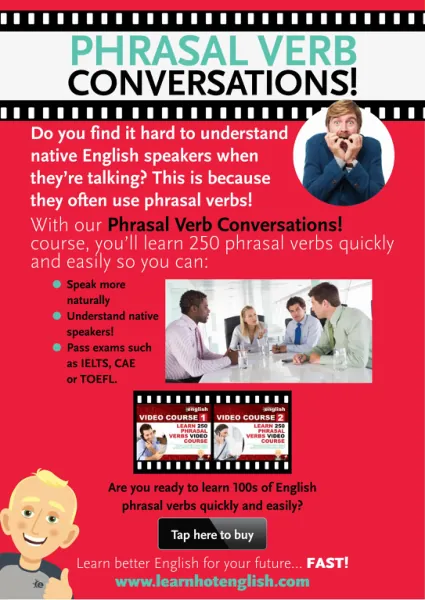 PHRASAL VERB
CONVERSATIONS!
Do you find it hard to understand
native English speakers when
they’re talking? This is because
they often use phrasal verbs!
With our Phrasal Verb Conversations!
course, you’ll learn 250 phrasal verbs quickly
and easily so you can:
● Speak more
naturally
● Understand native
speakers!
● Pass exams such
as IELTS, CAE
or TOEFL.
english
VIDEO COURSE 1
LEARN 250
PHRASAL
VERBS VIDEO
COURSE
english
VIDEO COURSE 2
LEARN 250
PHRASAL
VERBS VIDEO
COURSE
Are you ready to learn 100s of English
phrasal verbs quickly and easily?
Tap here to buy
Learn better English for your future... FAST!
www.learnhotenglish.com